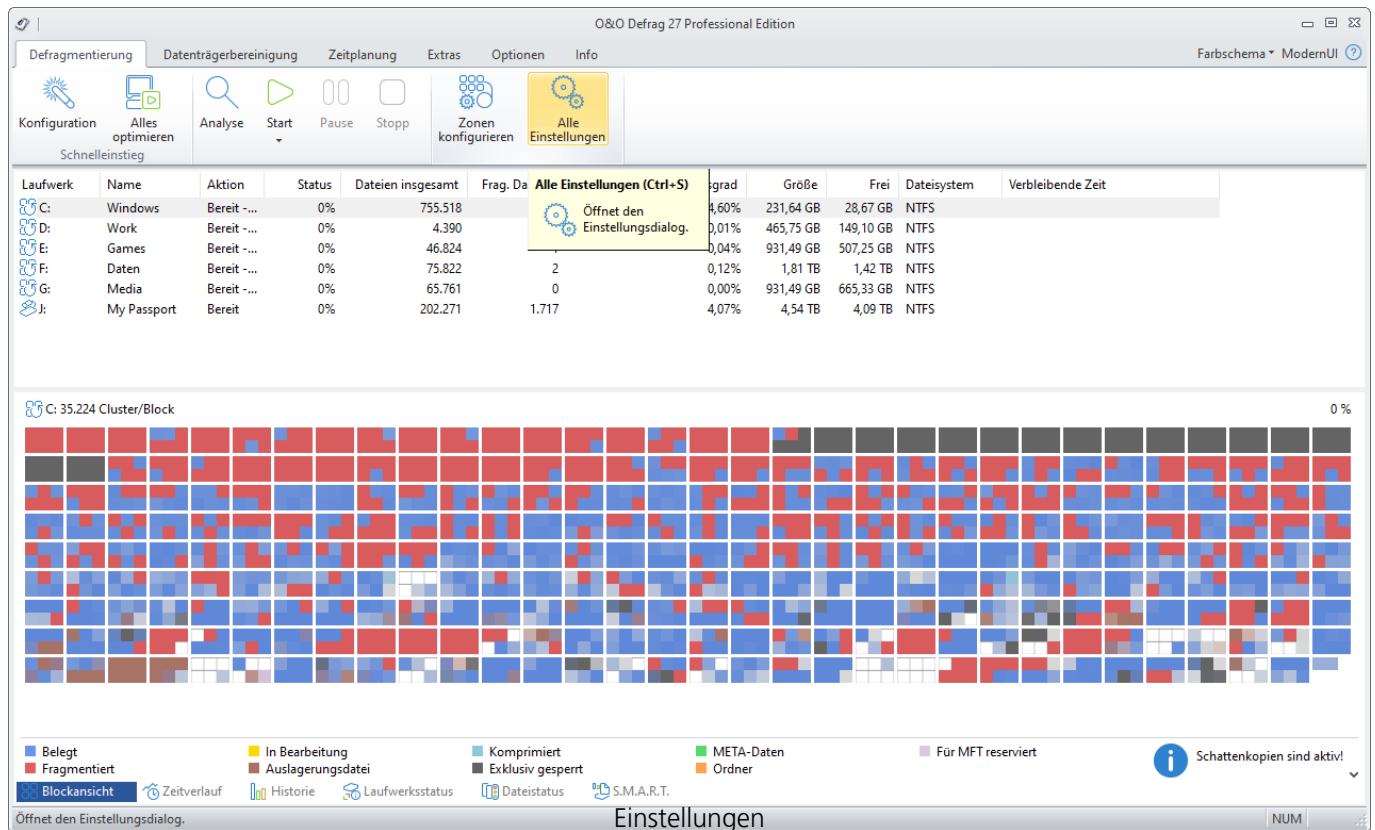 O&O Defrag 27 Professional Edition
Defragmentierung Datenträgerbereinigung Zeitplanung Extras Optionen Info Farbschema ModernUI ?
Konfiguration Alles optimieren Analyse Start Pause Stopp Zonen konfigurieren Alle Einstellungen
Schnelleinstieg
Laufwerk Name Aktion Status Dateien insgesamt Frag. Da sgrad Größe Frei Dateisystem Verbleibende Zeit
Alle Einstellungen (Ctrl+S)
Öffnet den
Einstellungsdialog.
C: Windows Bereit -... 0% 755.518 4,60% 231,64 GB 28,67 GB NTFS
D: Work Bereit -... 0% 4.390 0,01% 465,75 GB 149,10 GB NTFS
E: Games Bereit -... 0% 46.824 0,04% 931,49 GB 507,25 GB NTFS
F: Daten Bereit -... 0% 75.822 2 0,12% 1,81 TB 1,42 TB NTFS
G: Media Bereit -... 0% 65.761 0 0,00% 931,49 GB 665,33 GB NTFS
J: My Passport Bereit 0% 202.271 1.717 4,07% 4,54 TB 4,09 TB NTFS
C: 35.224 Cluster/Block 0 %
Belegt In Bearbeitung Komprimiert META-Daten Für MFT reserviert
Fragmentiert Auslagerungsdatei Exklusiv gesperrt Ordner
Schattenkopien sind aktiv!
Blockansicht Zeitverlauf Historie Laufwerksstatus Dateistatus S.M.A.R.T.
Öffnet den Einstellungsdialog. NUM
Einstellungen